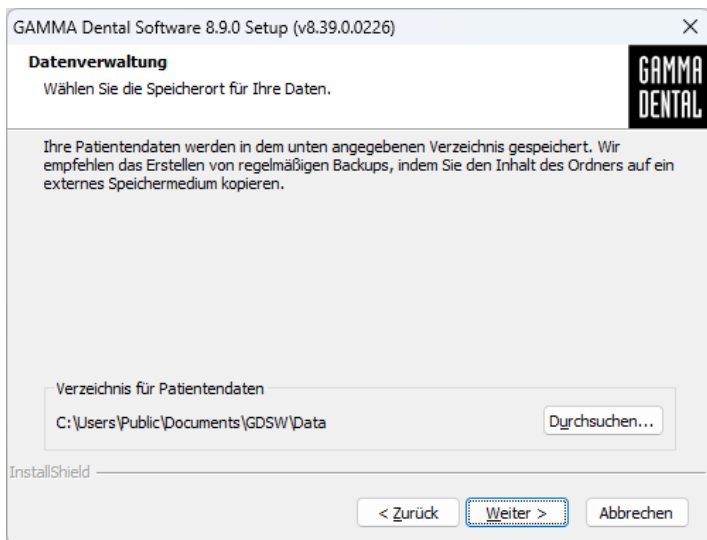 GAMMA Dental Software 8.9.0 Setup (v8.39.0.0226)
Datenverwaltung
Wählen Sie die Speicherort für Ihre Daten.
GAMMA
DENTAL
Ihre Patientendaten werden in dem unten angegebenen Verzeichnis gespeichert. Wir
empfehlen das Erstellen von regelmäßigen Backups, indem Sie den Inhalt des Ordners auf ein
externes Speichermedium kopieren.
Verzeichnis für Patientendaten
C:\Users\Public\Documents\GDSW\Data
Durchsuchen...
InstallShield
< Zurück
Weiter >
Abbrechen